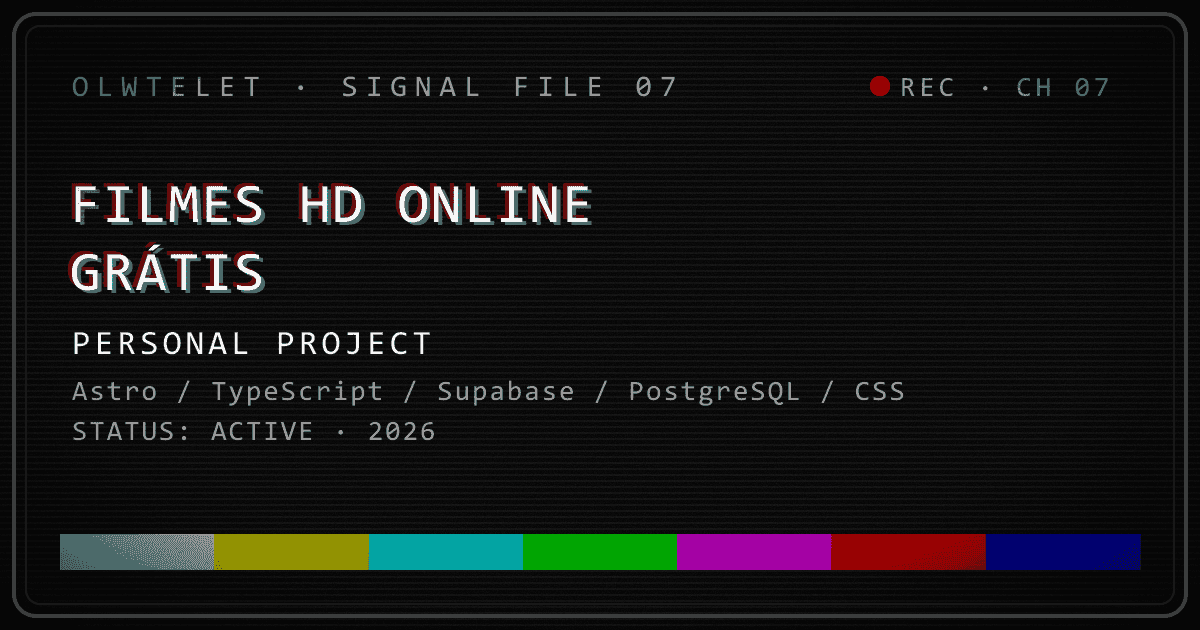 OLWTELET · SIGNAL FILE 07
REC · CH 07
FILMES HD ONLINE
GRÁTIS
PERSONAL PROJECT
Astro / TypeScript / Supabase / PostgreSQL / CSS
STATUS: ACTIVE · 2026